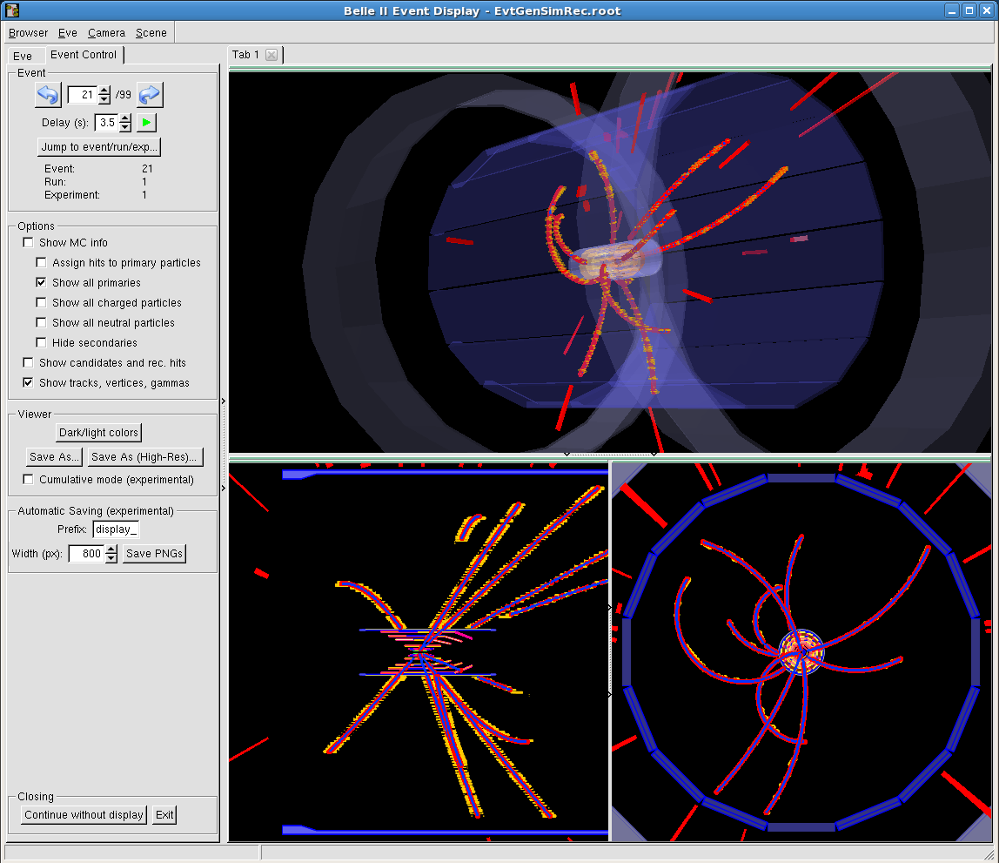 Belle II Event Display - EvtGenSimRec.root
Browser Eve Camera Scene
Eve Event Control Tab 1
Event
21 /99
Delay (s): 3.5
Jump to event/run/exp...
Event: 21
Run: 1
Experiment: 1
Options
Show MC info
Assign hits to primary particles
Show all primaries
Show all charged particles
Show all neutral particles
Hide secondaries
Show candidates and rec. hits
Show tracks, vertices, gammas
Viewer
Dark/light colors
Save As... Save As (High-Res)...
Cumulative mode (experimental)
Automatic Saving (experimental)
Prefix: display_
Width (px): 800 Save PNGs
Closing
Continue without display Exit